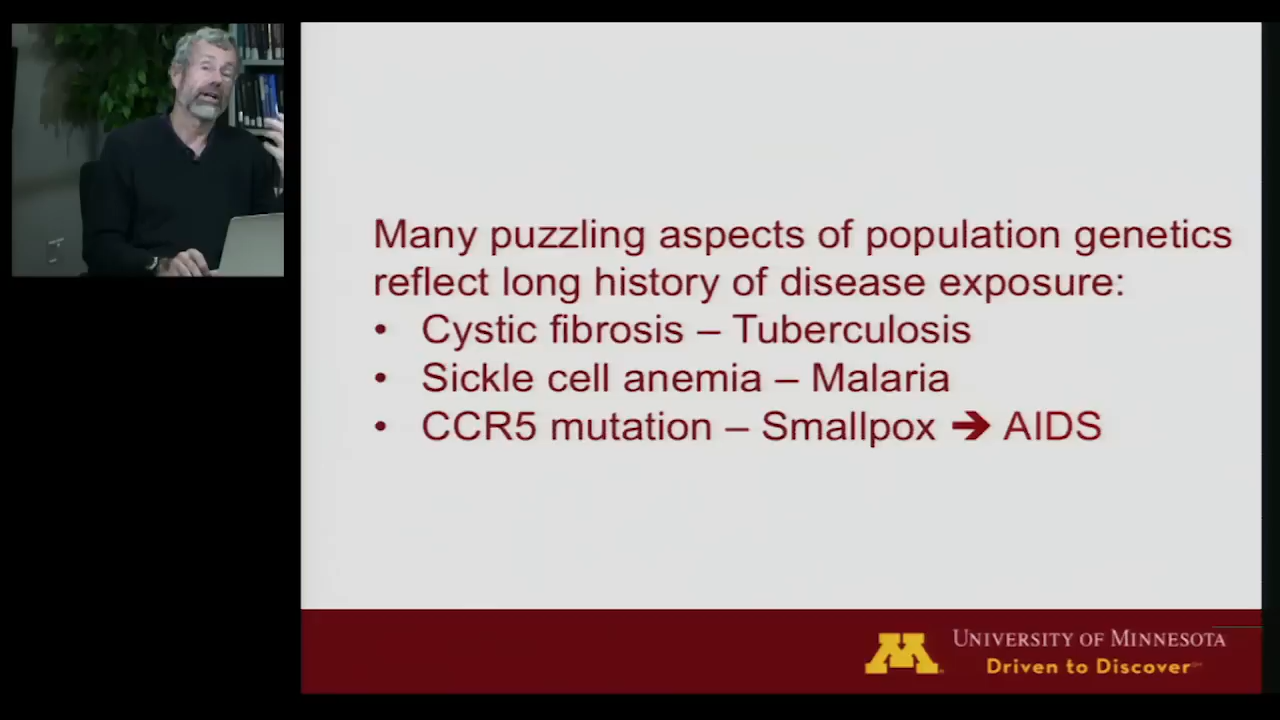 Many puzzling aspects of population genetics
reflect long history of disease exposure:
• Cystic fibrosis – Tuberculosis
• Sickle cell anemia – Malaria
• CCR5 mutation – Smallpox ➔ AIDS
M
UNIVERSITY OF MINNESOTA
Driven to Discover